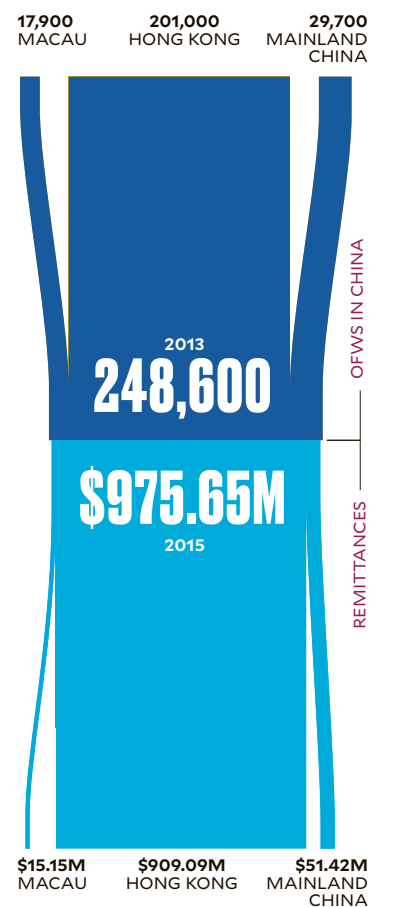 17,900
MACAU
201,000
HONG KONG
29,700
MAINLAND
CHINA
OFWS IN CHINA
2013
248,600
$975.65M
2015
REMITTANCES
$15.15M
MACAU
$909.09M
HONG KONG
$51.42M
MAINLAND
CHINA